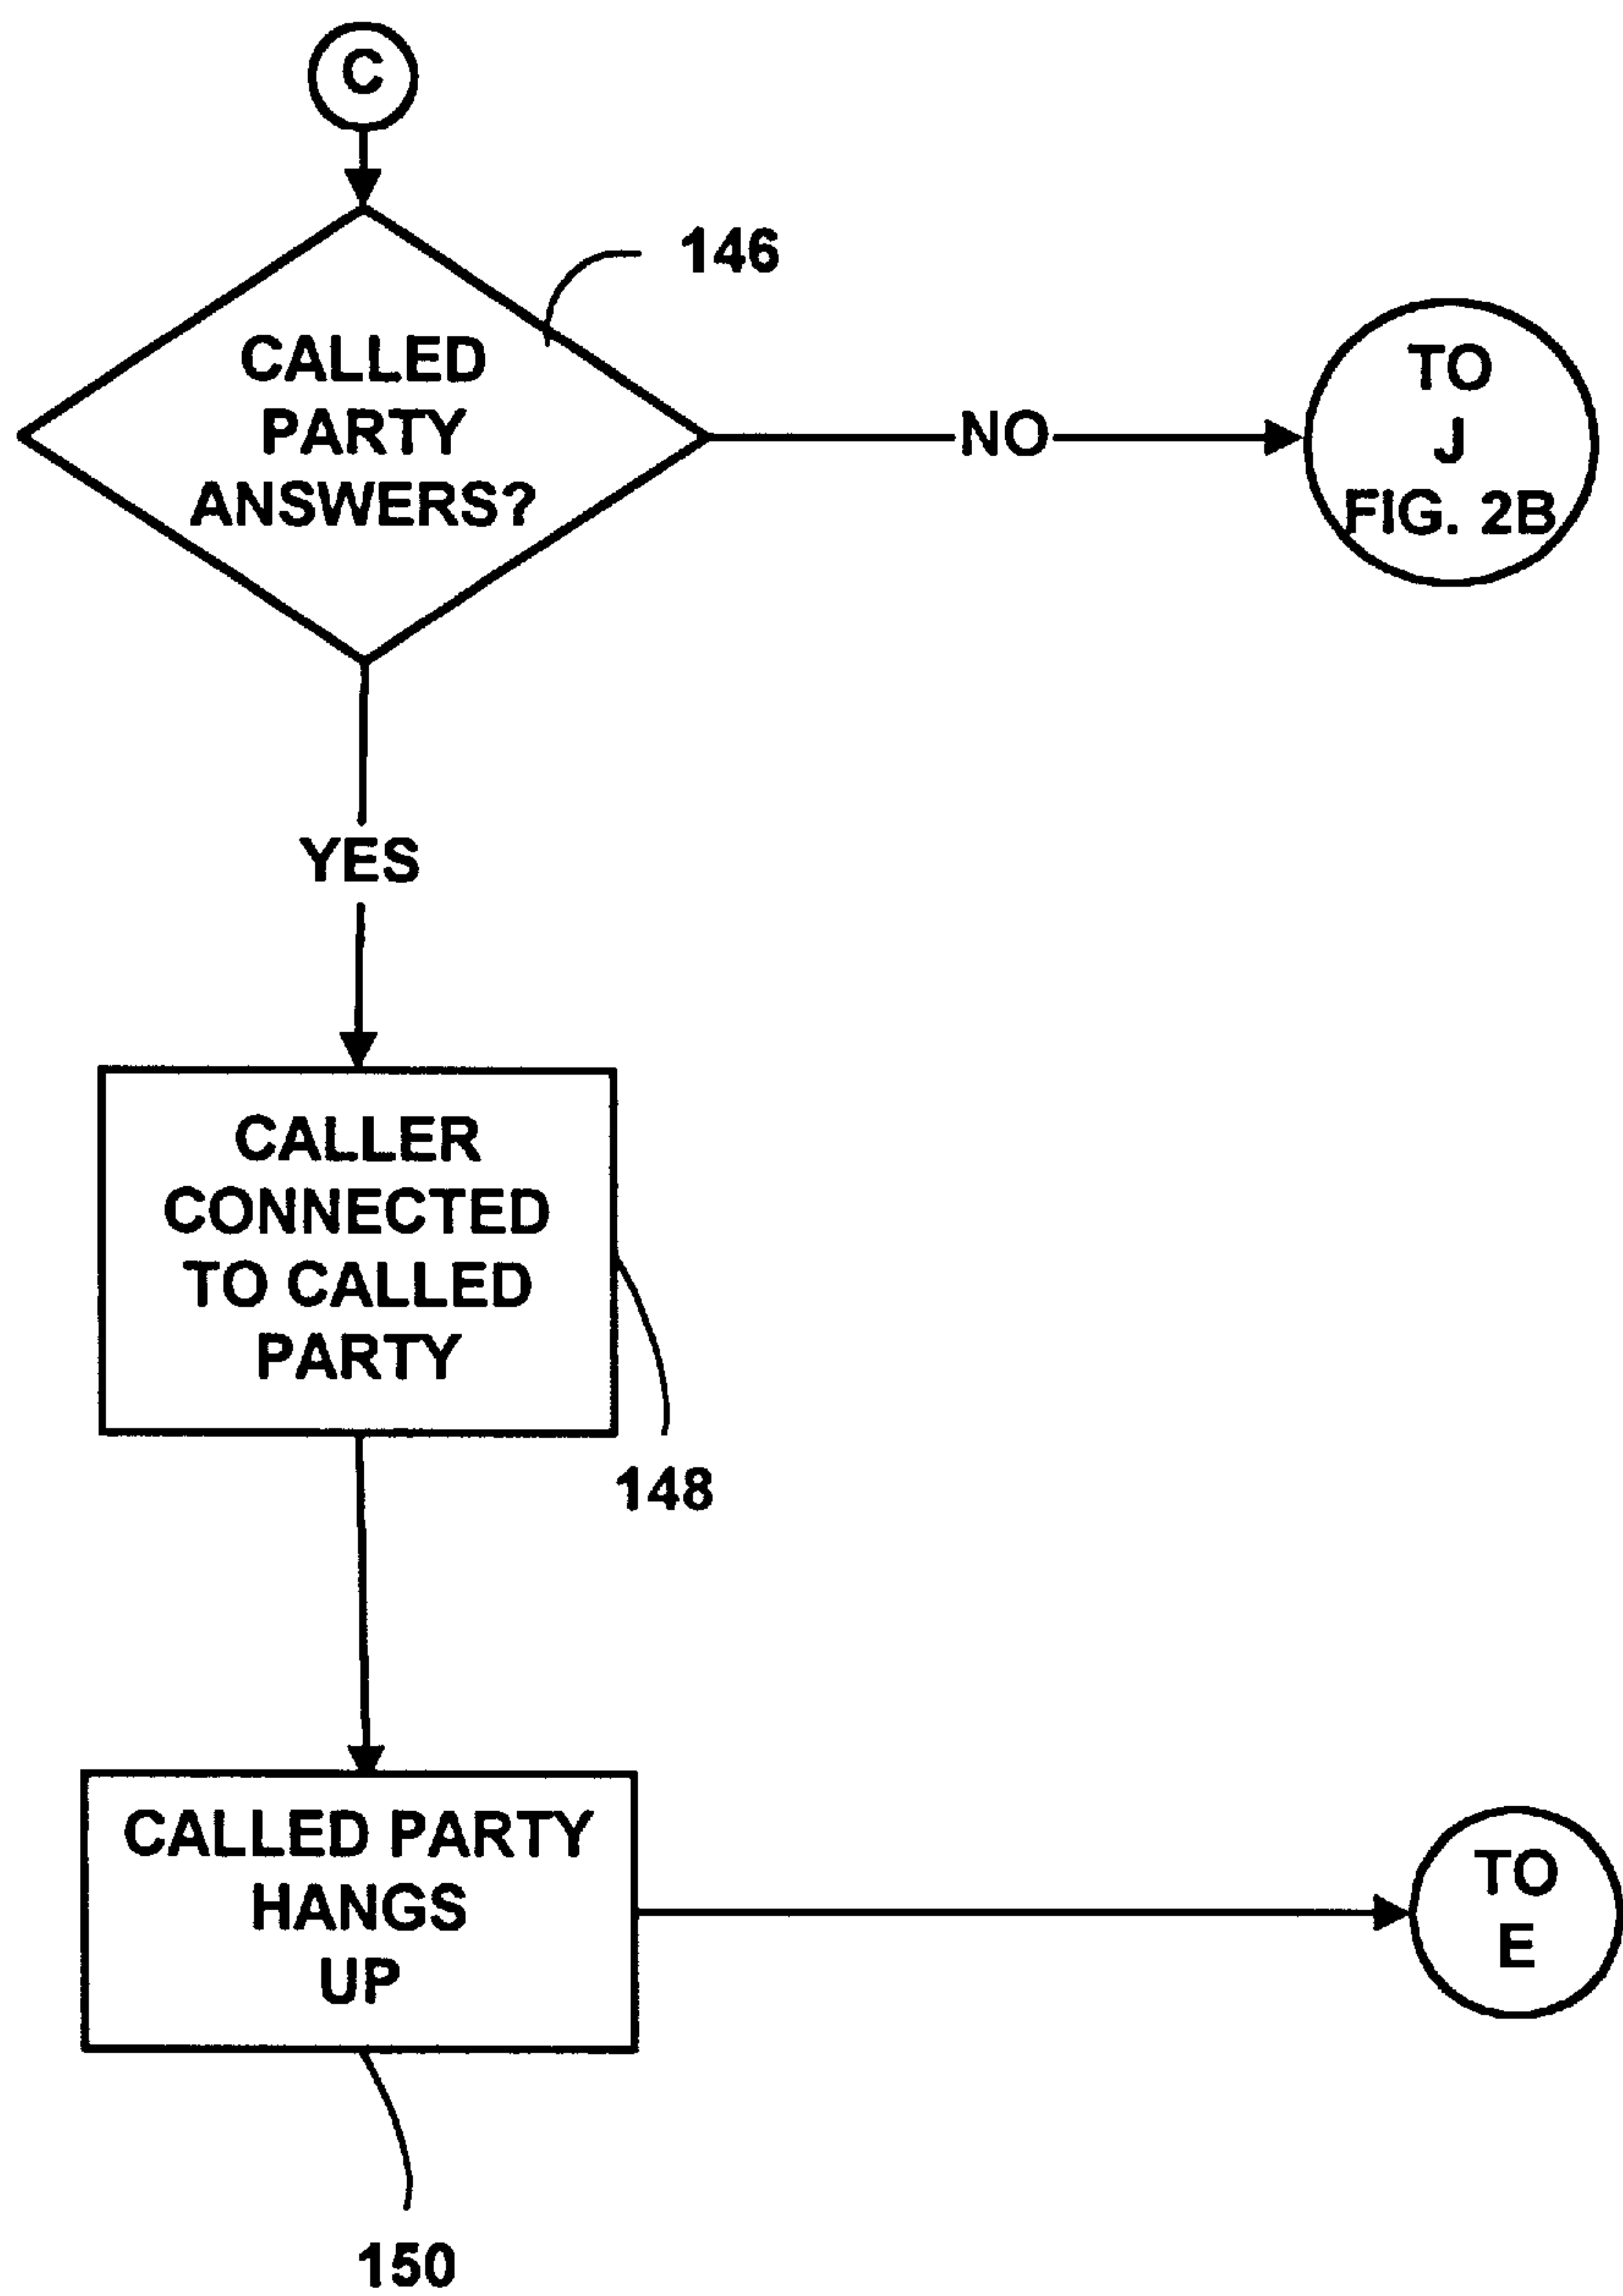 C
146
CALLED
PARTY
ANSWERS?
NO
TO
J
FIG. 2B
YES
CALLER
CONNECTED
TO CALLED
PARTY
148
CALLED PARTY
HANGS
UP
TO
E
150